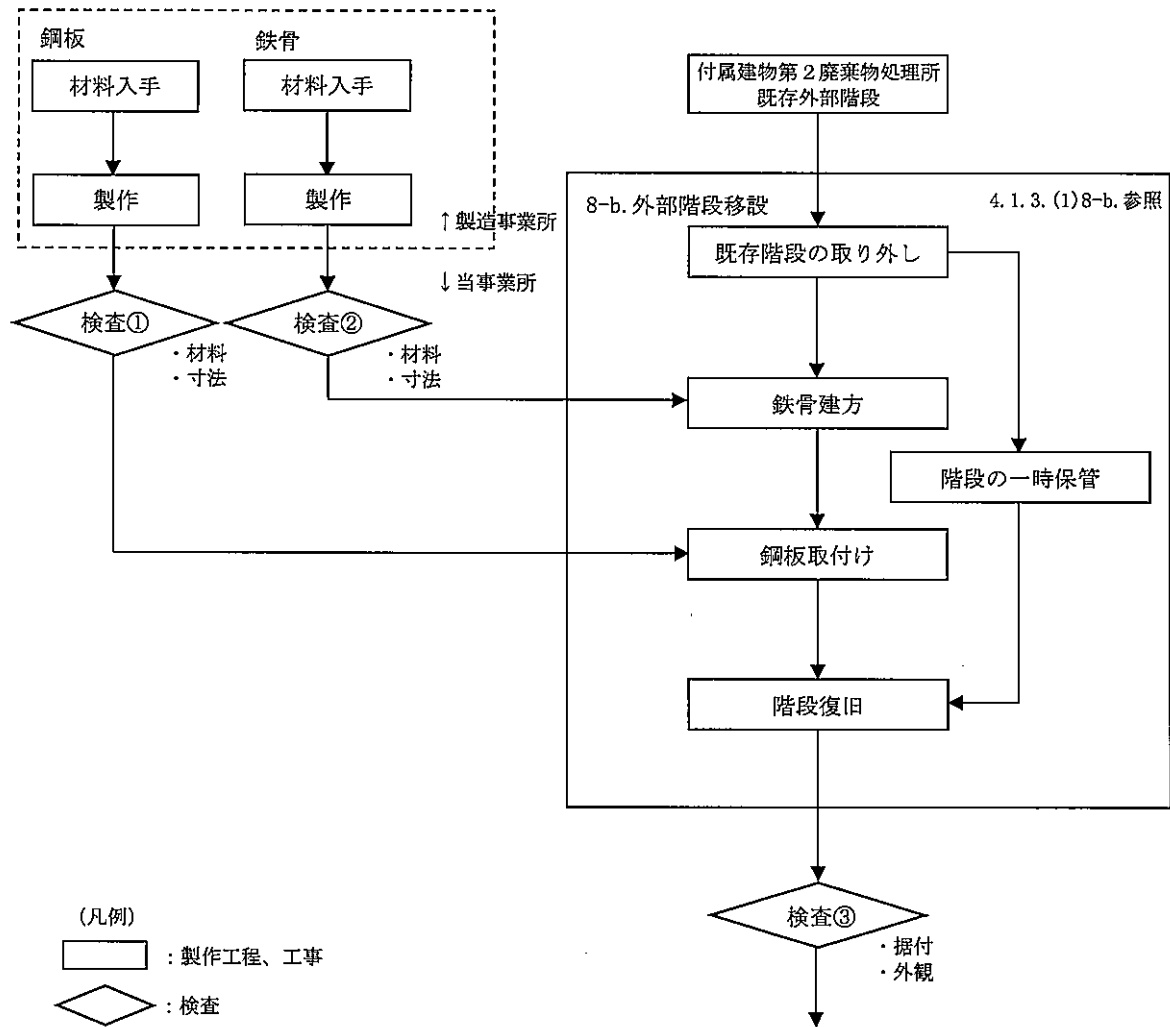 鋼板
鉄骨
材料入手
材料入手
製作
製作
↑製造事業所
↓当事業所
検査①
・材料
・寸法
検査②
・材料
・寸法
付属建物第2廃棄物処理所
既存外部階段
8-b.外部階段移設
4.1.3.(1)8-b.参照
既存階段の取り外し
鉄骨建方
階段の一時保管
鋼板取付け
階段復旧
検査③
・据付
・外観
(凡例)
：製作工程、工事
：検査